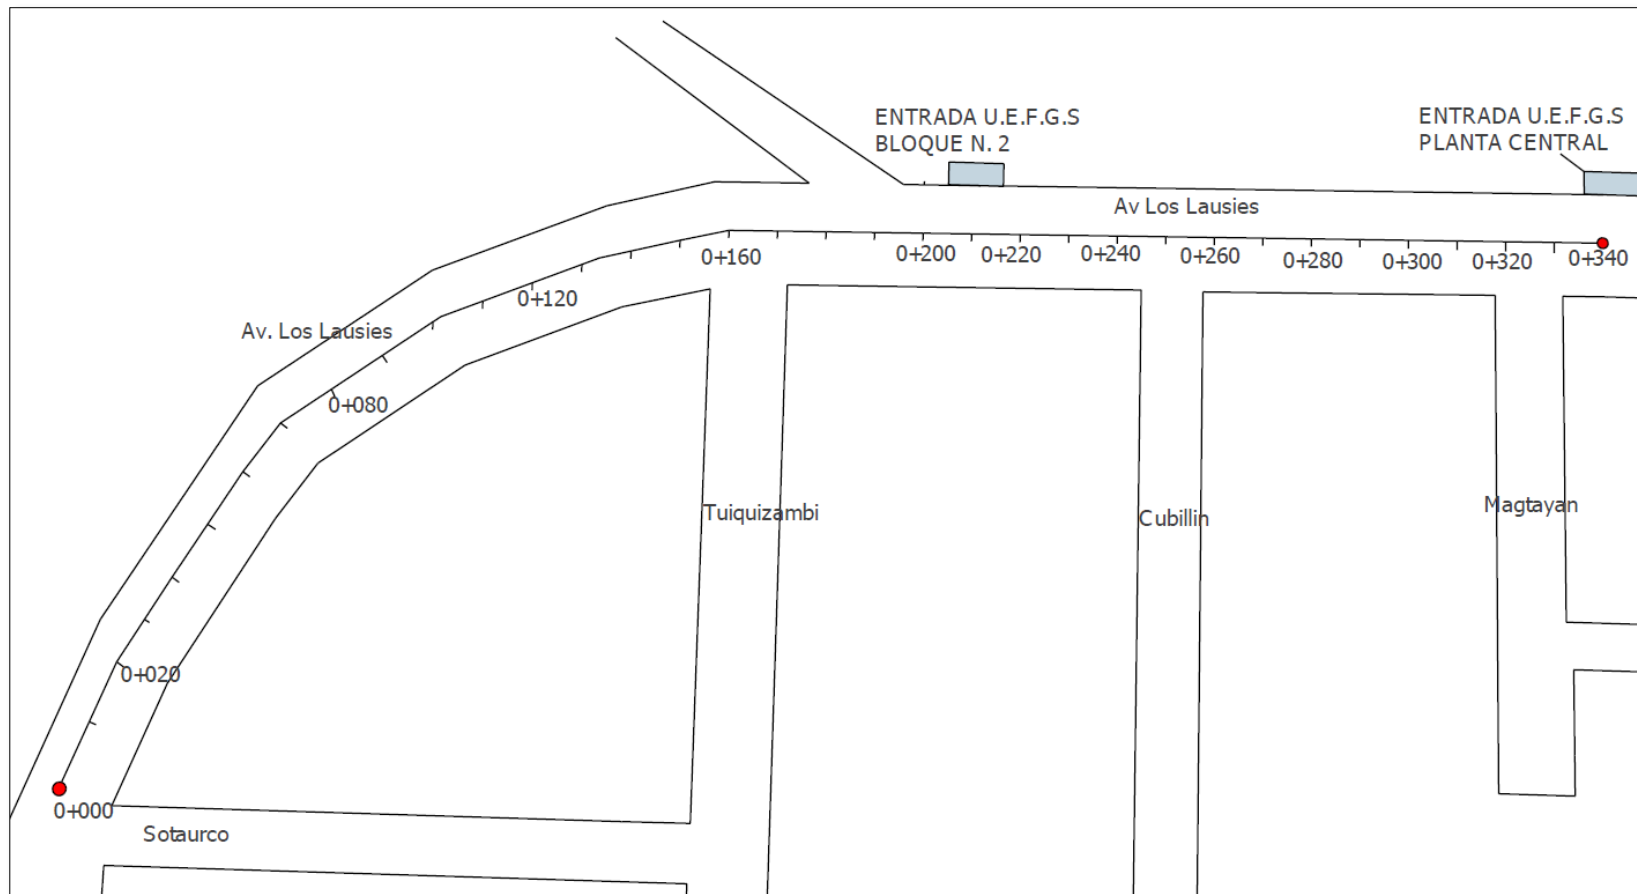 ENTRADA U.E.F.G.S
BLOQUE N. 2
ENTRADA U.E.F.G.S
PLANTA CENTRAL
Av Los Lausies
0+160
0+200
0+220
0+240
0+260
0+280
0+300
0+320
0+340
0+120
Av. Los Lausies
0+080
Tuiquizambi
Cubillin
Magtayan
0+020
0+000
Sotaurco